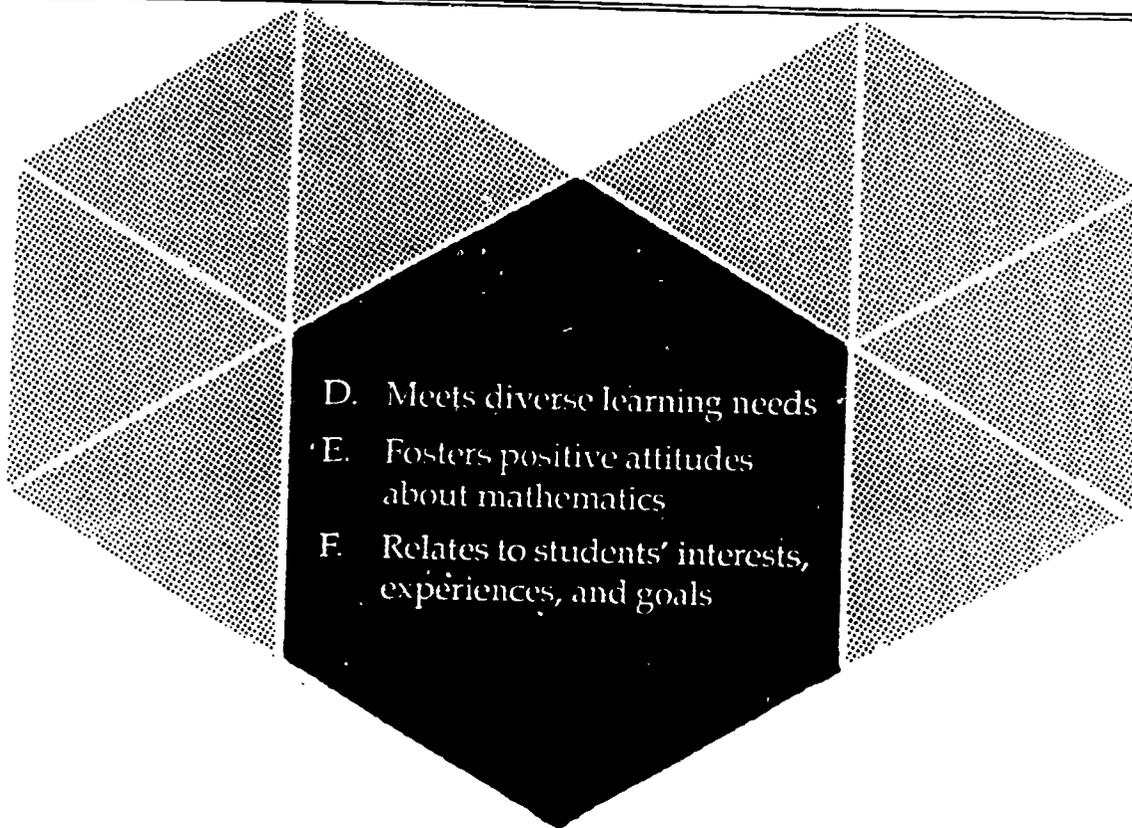 D. Meets diverse learning needs
E. Fosters positive attitudes
about mathematics
F. Relates to students' interests,
experiences, and goals